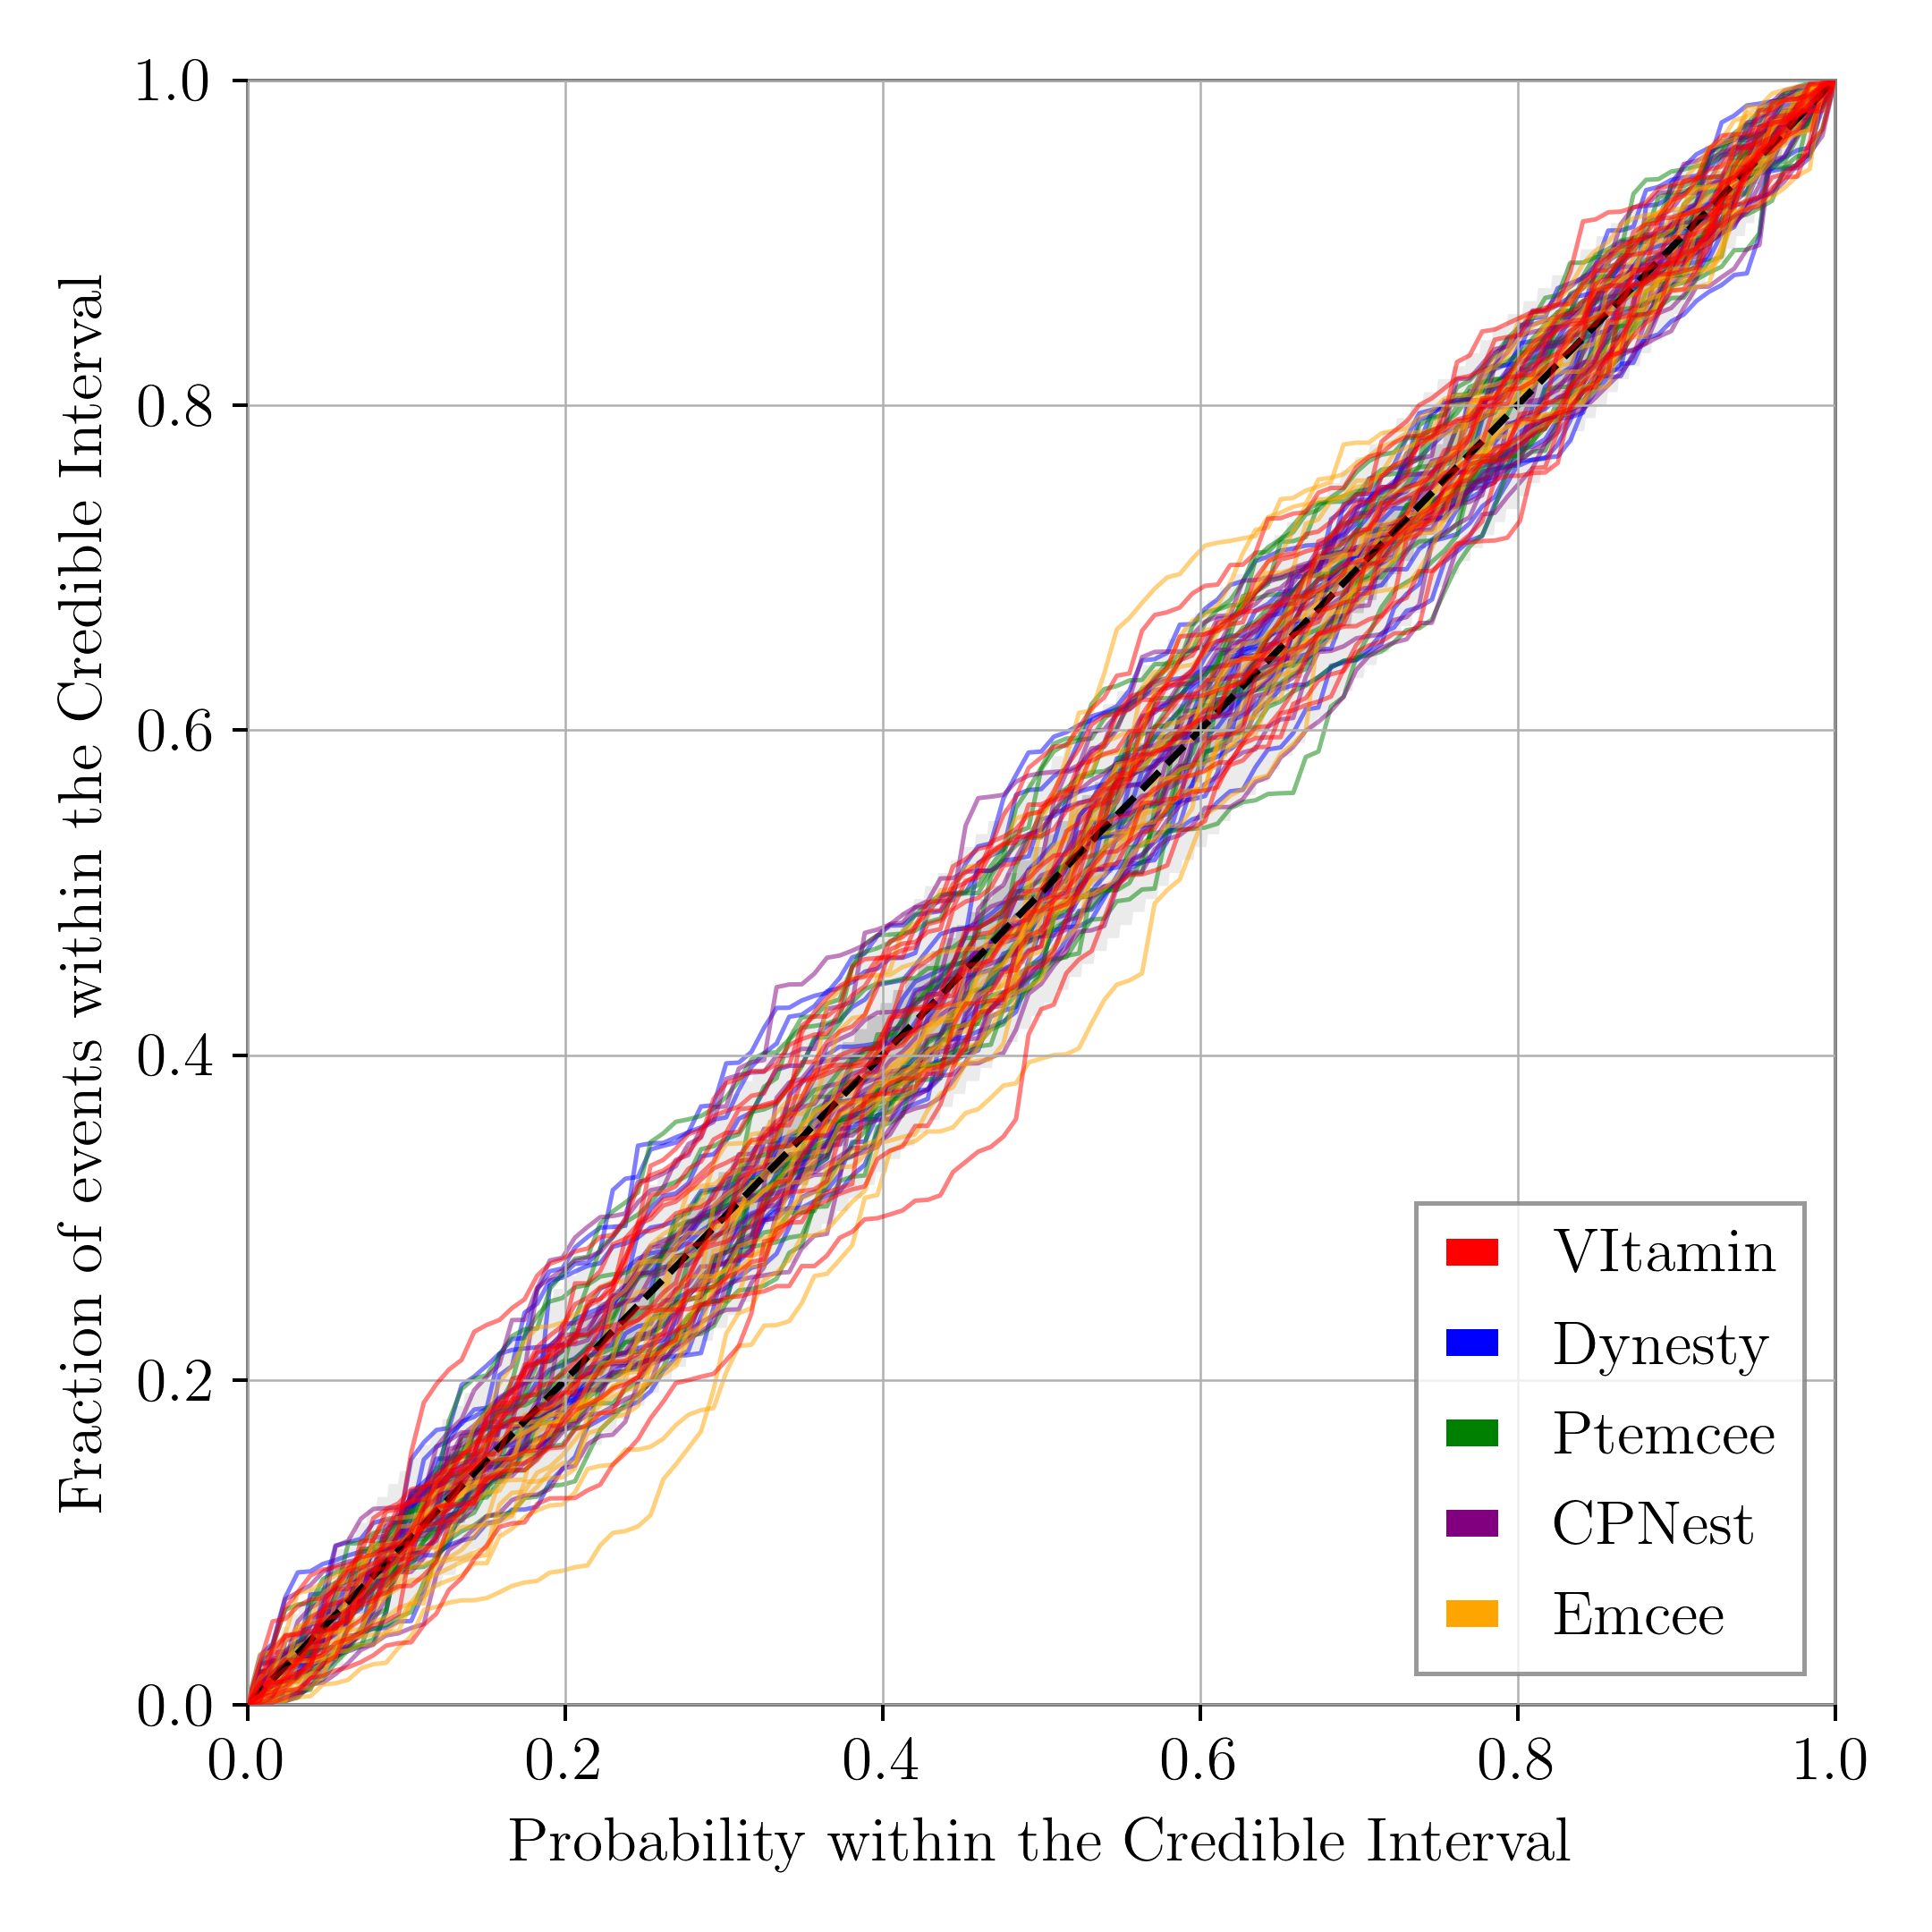 1.0
0.8
0.6
0.4
0.2
0.0
Fraction of events within the Credible Interval
0.0 0.2 0.4 0.6 0.8 1.0
Probability within the Credible Interval
VItamin
Dynesty
Ptemcee
CPNest
Emcee